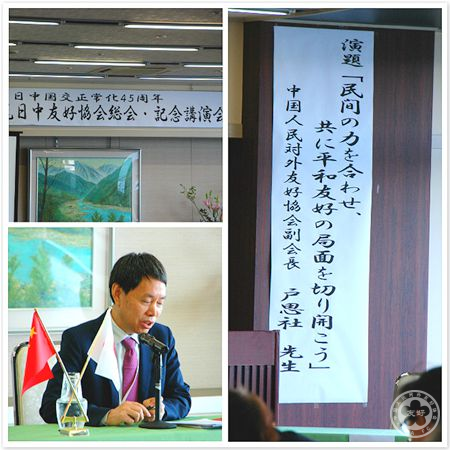 日中国交正常化45周年
日中友好協会総会・記念講演会
演題「民間の力を合わせ、
共に平和友好の局面を切り開こう」
中国人民対外友好協会副会長 戸思社 先生
友好